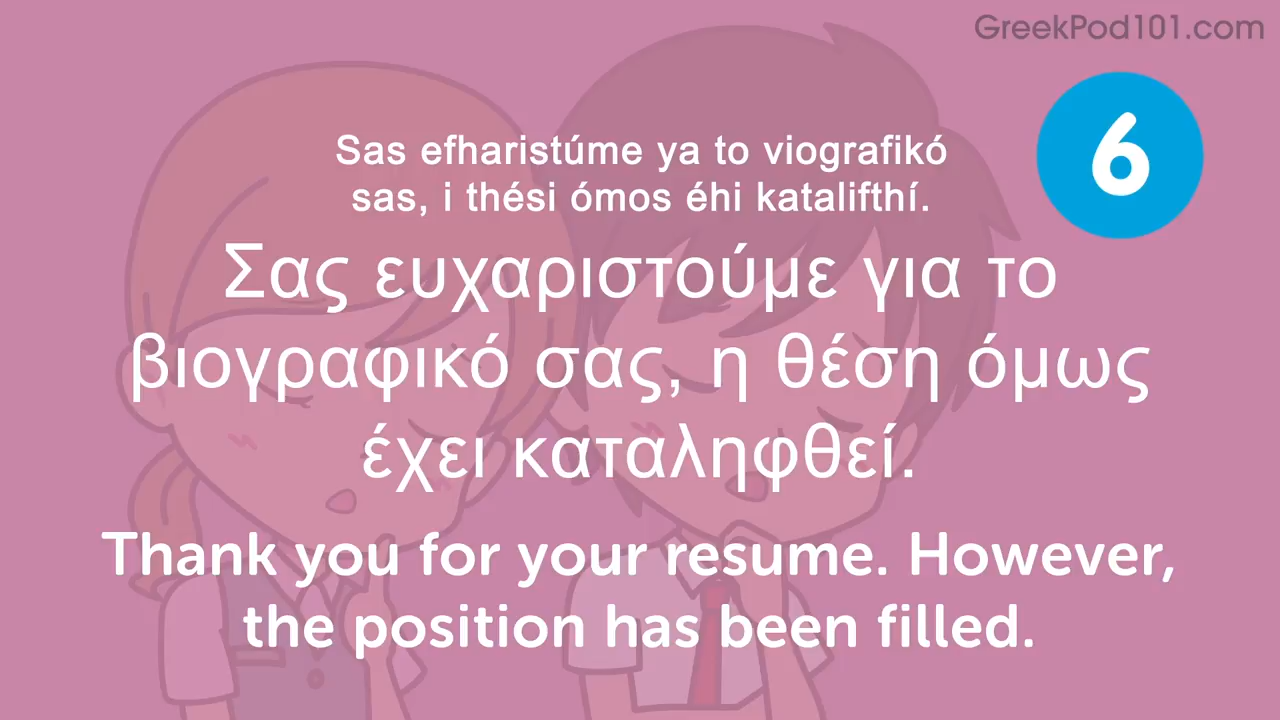 GreekPod101.com
6
Sas efharistúme ya to viografikó
sas, i thési ómos éhi katalifthí.
Σας ευχαριστούμε για το
βιογραφικό σας, η θέση όμως
έχει καταληφθεί.
Thank you for your resume. However,
the position has been filled.